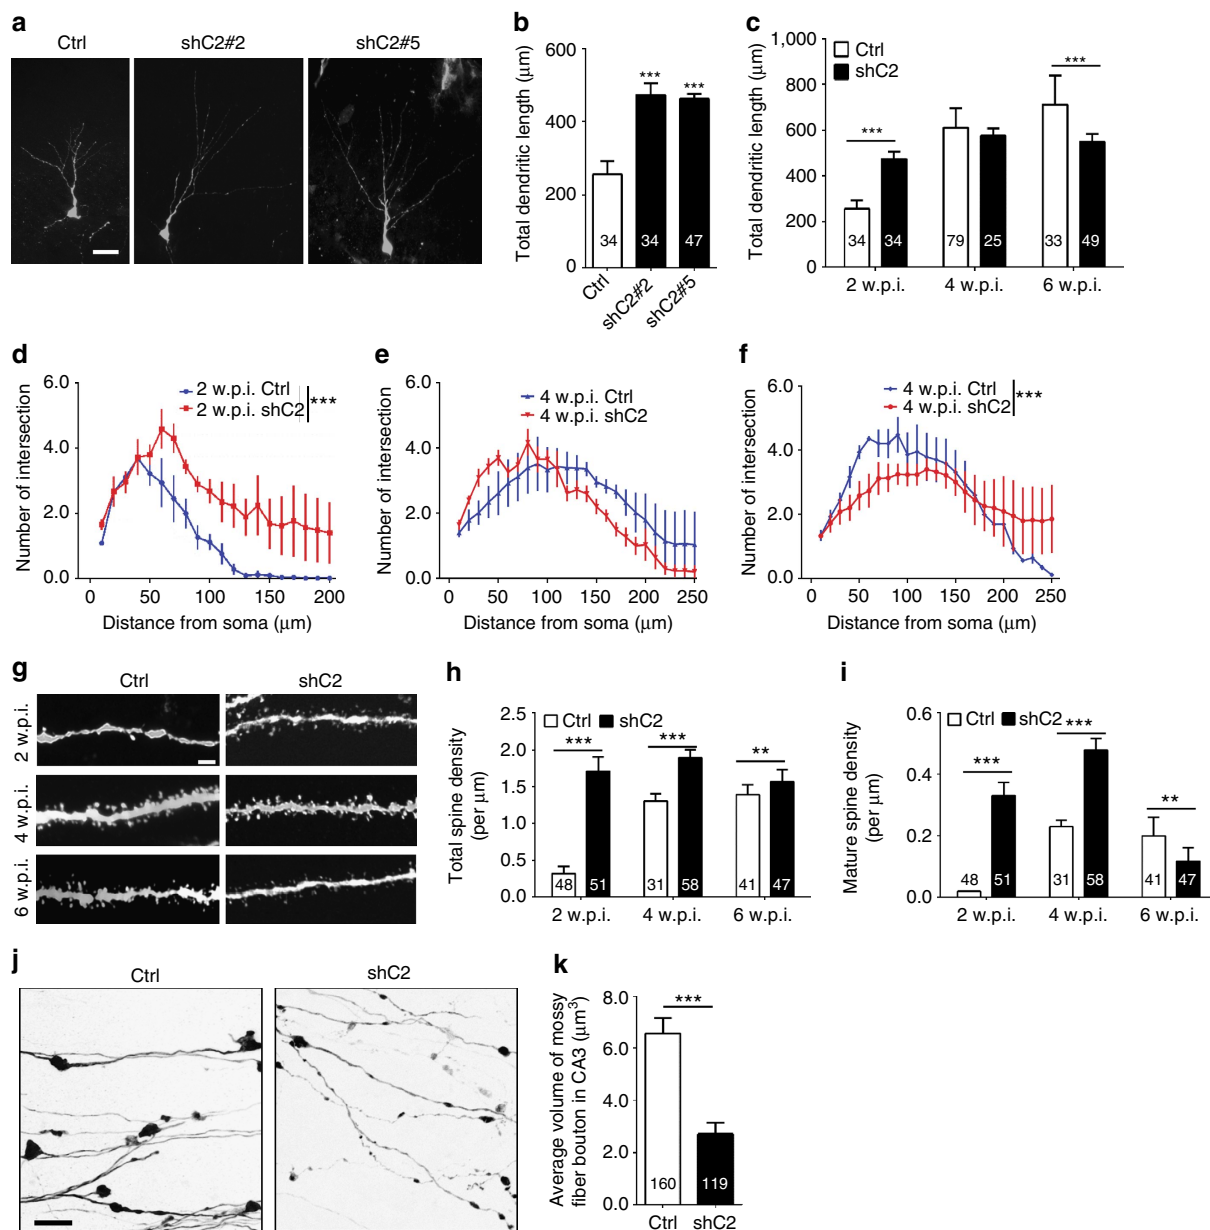 a
Ctrl
shC2#2
shC2#5
b
Total dendritic length (μm)
600
400
200
0
34
34
47
***
***
Ctrl
shC2#2
shC2#5
c
Total dendritic length (μm)
1,000
800
600
400
200
0
Ctrl
shC2
***
***
34
34
79
25
33
49
2 w.p.i.
4 w.p.i.
6 w.p.i.
d
Number of intersection
6.0
4.0
2.0
0.0
2 w.p.i. Ctrl
2 w.p.i. shC2
***
0
50
100
150
200
Distance from soma (μm)
e
Number of intersection
6.0
4.0
2.0
0.0
4 w.p.i. Ctrl
4 w.p.i. shC2
0
50
100
150
200
250
Distance from soma (μm)
f
Number of intersection
6.0
4.0
2.0
0.0
4 w.p.i. Ctrl
4 w.p.i. shC2
***
0
50
100
150
200
250
Distance from soma (μm)
g
Ctrl
shC2
2 w.p.i.
4 w.p.i.
6 w.p.i.
h
Total spine density
(per μm)
2.5
2.0
1.5
1.0
0.5
0.0
Ctrl
shC2
***
***
**
48
51
31
58
41
47
2 w.p.i.
4 w.p.i.
6 w.p.i.
i
Mature spine density
(per μm)
0.6
0.4
0.2
0.0
Ctrl
shC2
***
***
**
48
51
31
58
41
47
2 w.p.i.
4 w.p.i.
6 w.p.i.
j
Ctrl
shC2
k
Average volume of mossy
fiber bouton in CA3 (μm³)
8.0
6.0
4.0
2.0
0.0
***
160
119
Ctrl
shC2